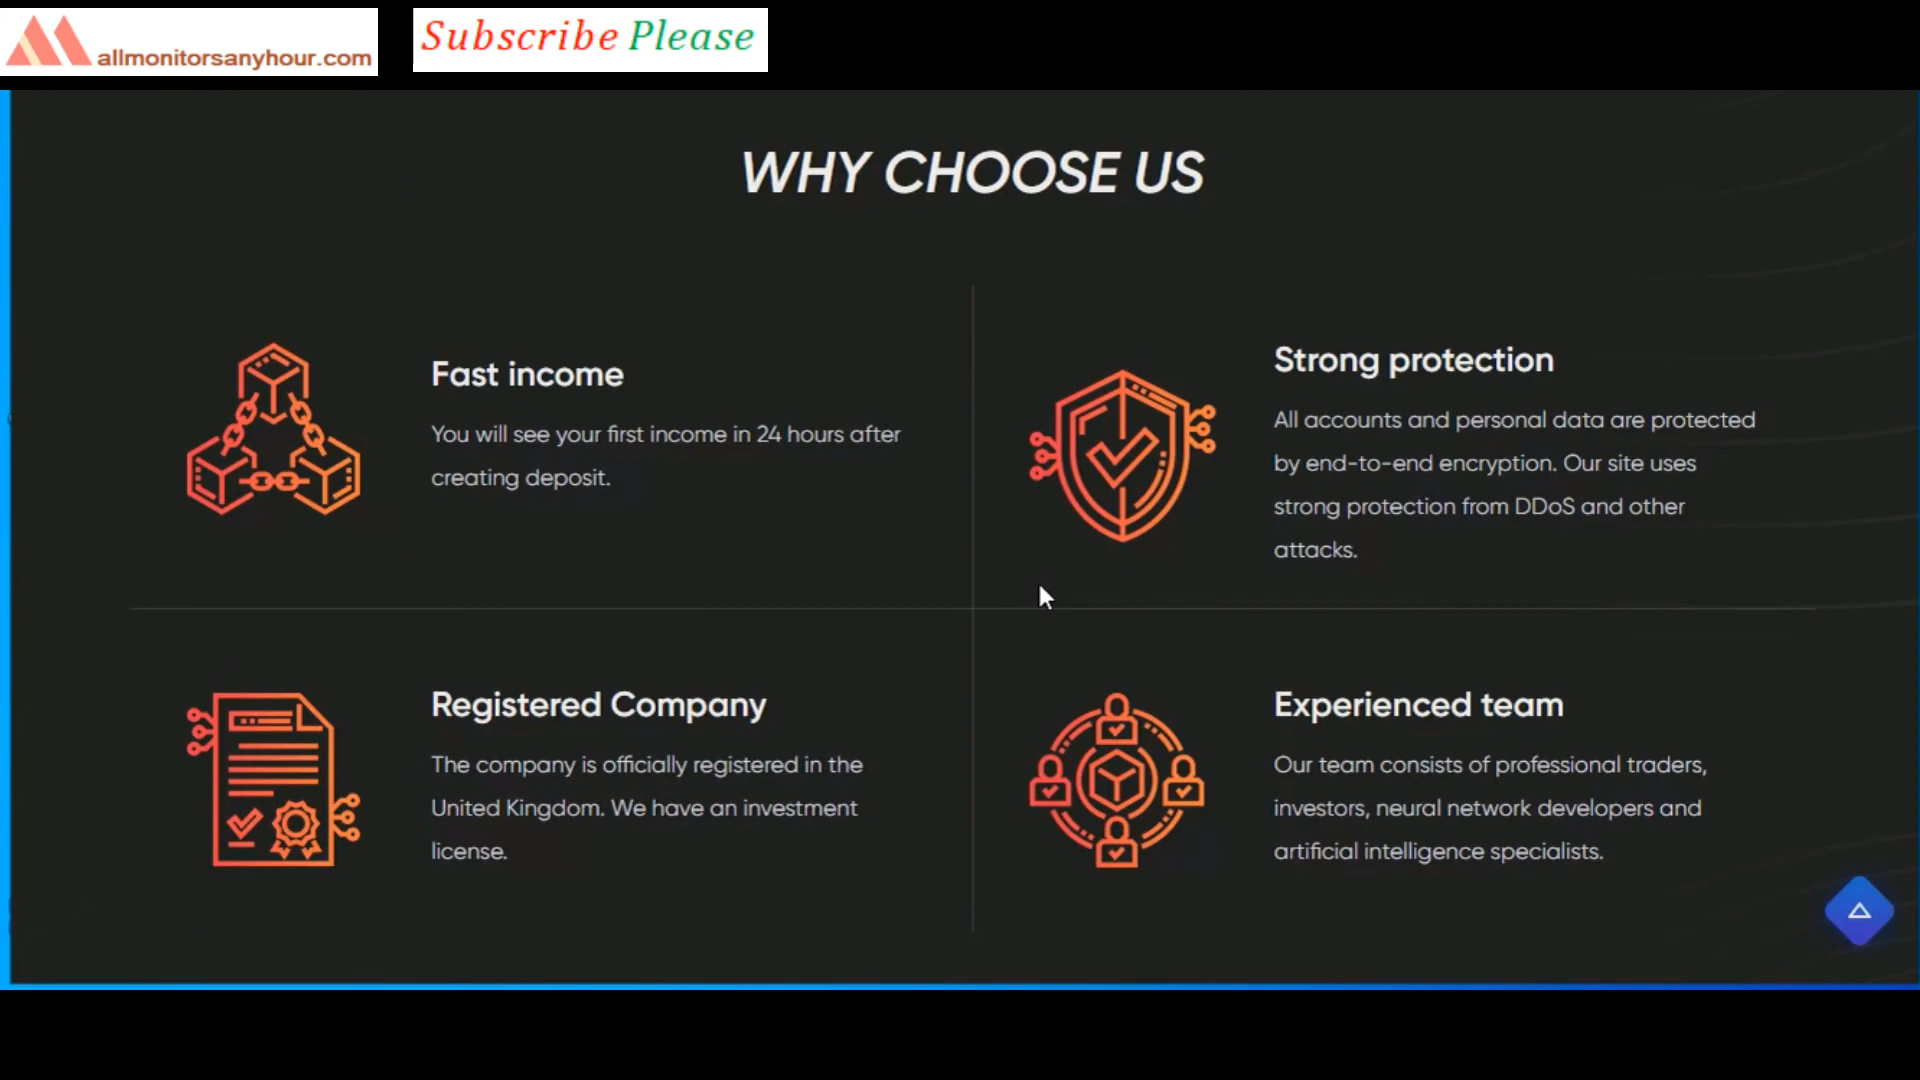 allmonitorsanyhour.com
Subscribe Please
WHY CHOOSE US
Fast income
You will see your first income in 24 hours after
creating deposit.
Strong protection
All accounts and personal data are protected
by end-to-end encryption. Our site uses
strong protection from DDoS and other
attacks.
Registered Company
The company is officially registered in the
United Kingdom. We have an investment
license.
Experienced team
Our team consists of professional traders,
investors, neural network developers and
artificial intelligence specialists.